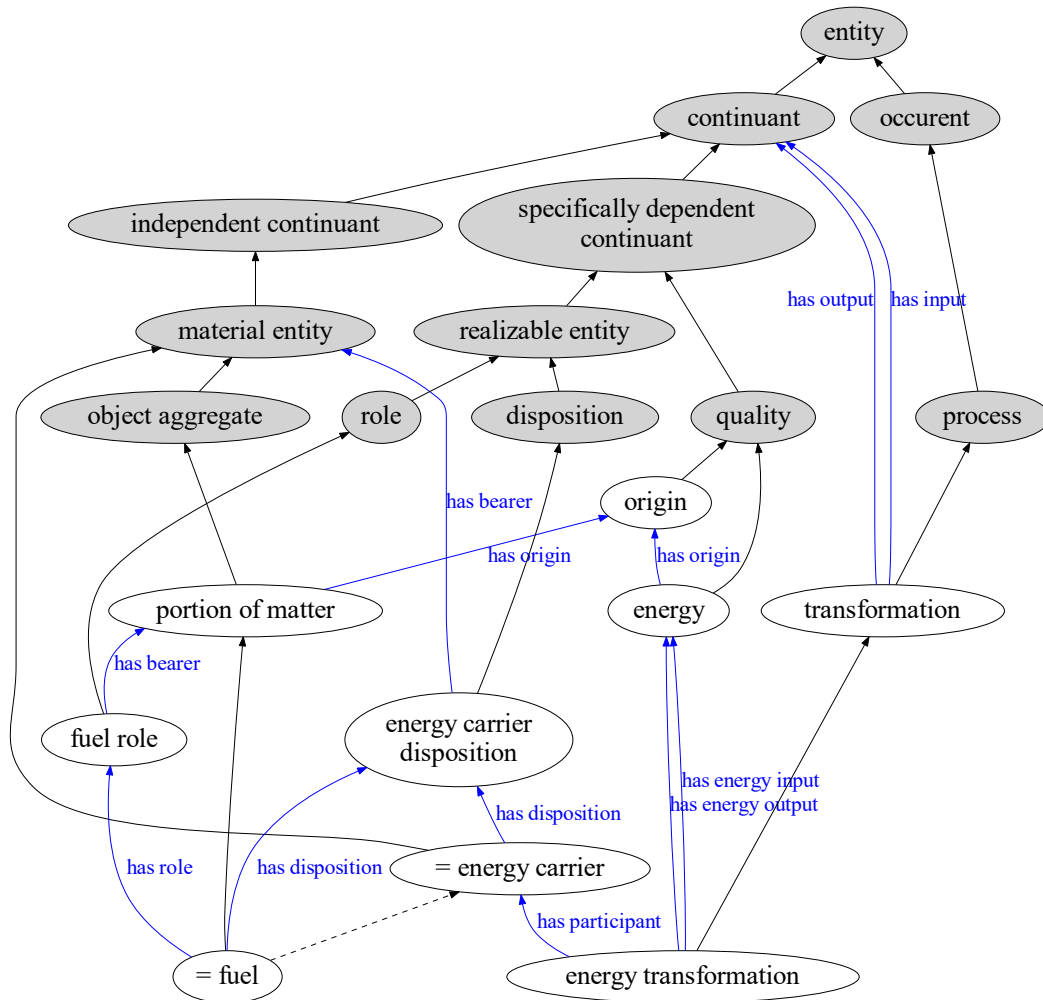 entity
continuant
occurent
independent continuant
specifically dependent
continuant
has output
has input
material entity
realizable entity
object aggregate
role
disposition
quality
process
has bearer
origin
has origin
has origin
portion of matter
energy
transformation
has bearer
fuel role
energy carrier
disposition
has energy input
has energy output
has disposition
has role
has disposition
= energy carrier
has participant
= fuel
energy transformation